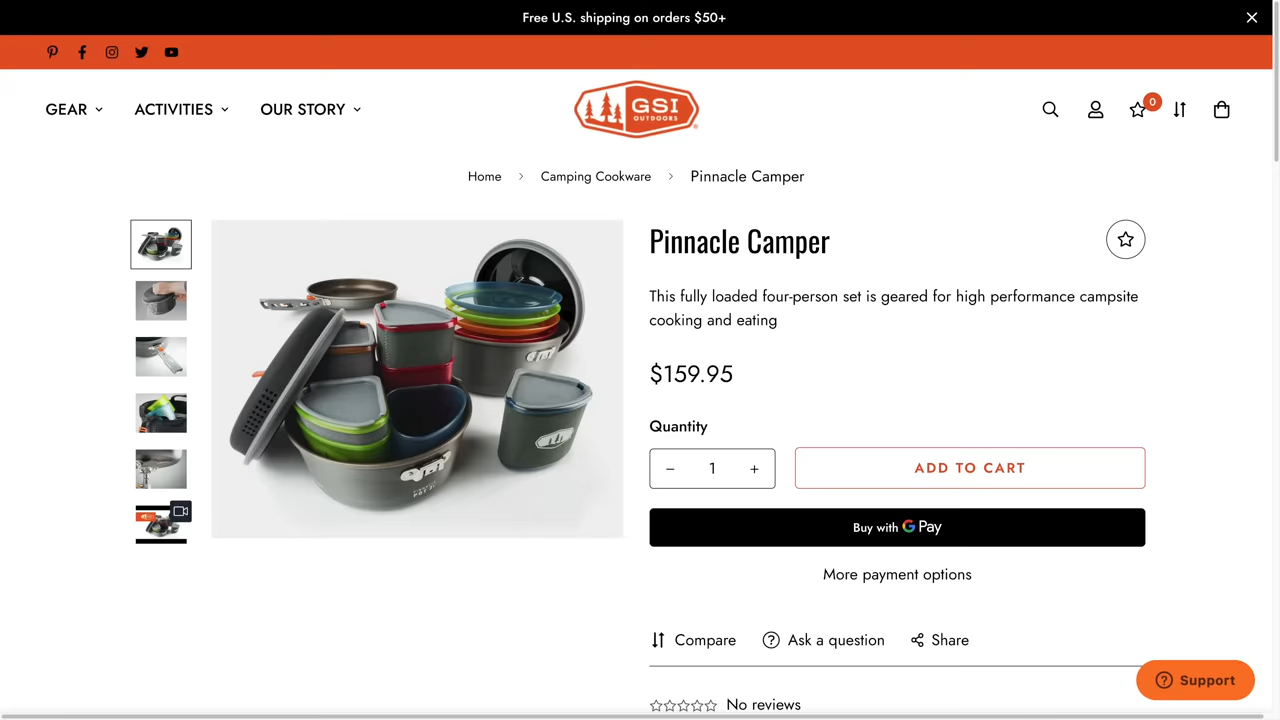 Free U.S. shipping on orders $50+
GEAR
ACTIVITIES
OUR STORY
GSI
OUTDOORS
0
Home
Camping Cookware
Pinnacle Camper
Pinnacle Camper
This fully loaded four-person set is geared for high performance campsite
cooking and eating
$159.95
Quantity
− 1 +
ADD TO CART
Buy with G Pay
More payment options
Compare
Ask a question
Share
No reviews
Support